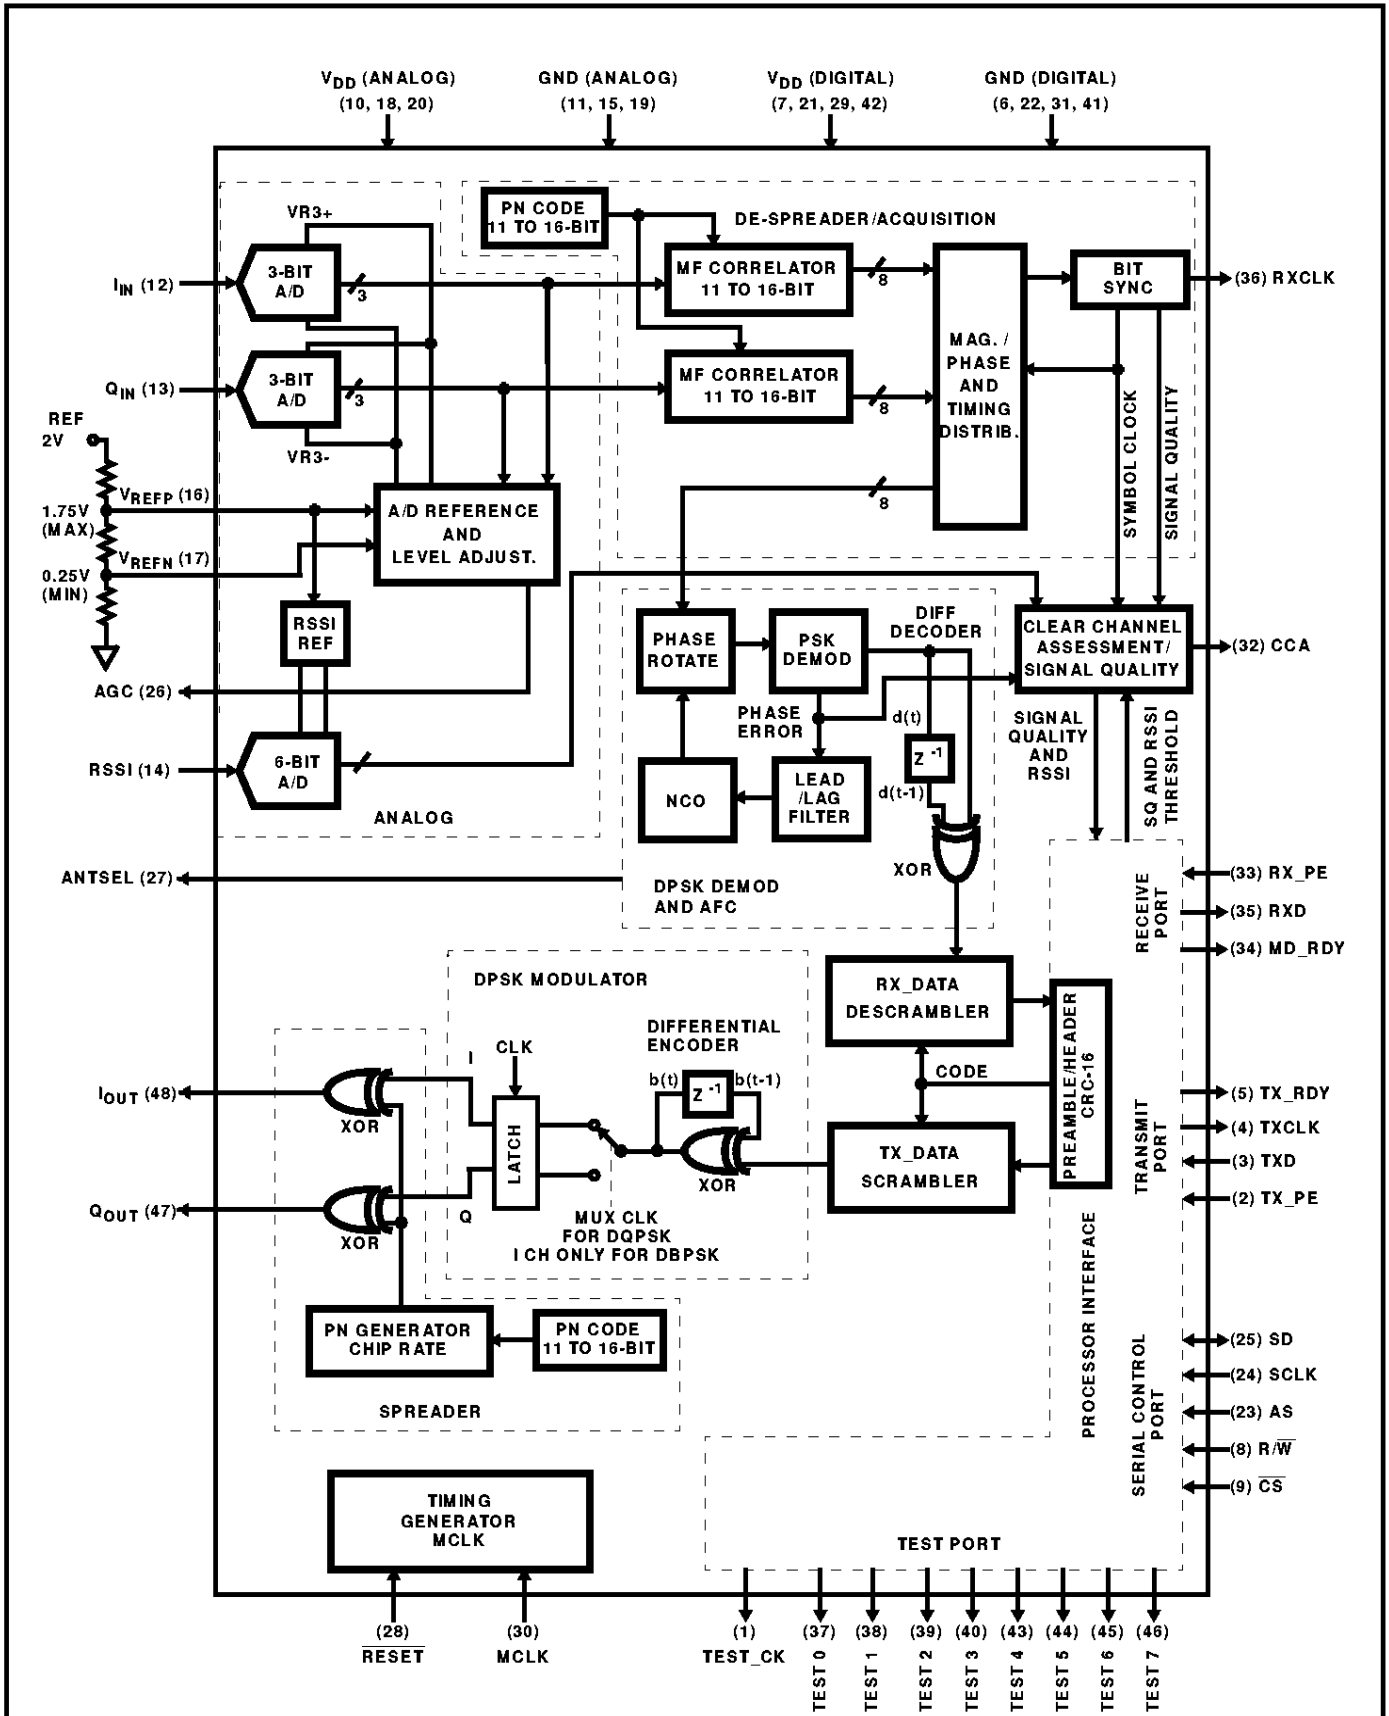 V_DD (ANALOG)
(10, 18, 20)
GND (ANALOG)
(11, 15, 19)
V_DD (DIGITAL)
(7, 21, 29, 42)
GND (DIGITAL)
(6, 22, 31, 41)
VR3+
3-BIT
A/D
3
I_IN (12)
3-BIT
A/D
3
Q_IN (13)
VR3-
REF
2V
V_REFP (16)
1.75V
(MAX)
V_REFN (17)
0.25V
(MIN)
A/D REFERENCE
AND
LEVEL ADJUST.
RSSI
REF
AGC (26)
RSSI (14)
6-BIT
A/D
ANALOG
PN CODE
11 TO 16-BIT
DE-SPREADER/ACQUISITION
MF CORRELATOR
11 TO 16-BIT
8
MF CORRELATOR
11 TO 16-BIT
8
8
MAG. /
PHASE
AND
TIMING
DISTRIB.
BIT
SYNC
(36) RXCLK
SYMBOL CLOCK
SIGNAL QUALITY
PHASE
ROTATE
PSK
DEMOD
DIFF
DECODER
CLEAR CHANNEL
ASSESSMENT/
SIGNAL QUALITY
(32) CCA
PHASE
ERROR
d(t)
Z -1
d(t-1)
NCO
LEAD
/LAG
FILTER
XOR
SIGNAL
QUALITY
AND
RSSI
SQ AND RSSI
THRESHOLD
ANTSEL (27)
DPSK DEMOD
AND AFC
RECEIVE
PORT
(33) RX_PE
(35) RXD
(34) MD_RDY
DPSK MODULATOR
RX_DATA
DESCRAMBLER
DIFFERENTIAL
ENCODER
CLK
I
b(t)
Z -1
b(t-1)
CODE
PREAMBLE/HEADER
CRC-16
I_OUT (48)
XOR
LATCH
TX_DATA
SCRAMBLER
XOR
TRANSMIT
PORT
(5) TX_RDY
(4) TXCLK
(3) TXD
(2) TX_PE
Q_OUT (47)
XOR
Q
MUX CLK
FOR DQPSK
I CH ONLY FOR DBPSK
PN GENERATOR
CHIP RATE
PN CODE
11 TO 16-BIT
SPREADER
PROCESSOR INTERFACE
SERIAL CONTROL
PORT
(25) SD
(24) SCLK
(23) AS
(8) R/W̅
(9) C̅S̅
TIMING
GENERATOR
MCLK
TEST PORT
(28)
R̅E̅S̅E̅T̅
(30)
MCLK
(1)
TEST_CK
(37)
TEST 0
(38)
TEST 1
(39)
TEST 2
(40)
TEST 3
(43)
TEST 4
(44)
TEST 5
(45)
TEST 6
(46)
TEST 7